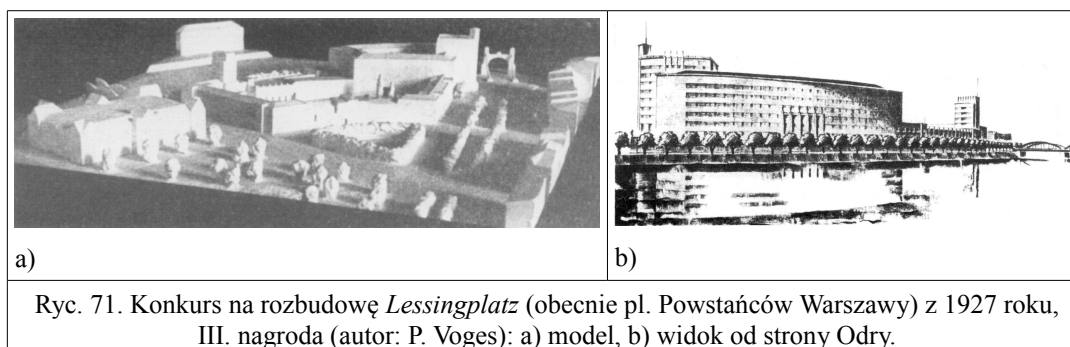 a)
b)
Ryc. 71. Konkurs na rozbudowę Lessingplatz (obecnie pl. Powstańców Warszawy) z 1927 roku,
III. nagroda (autor: P. Voges): a) model, b) widok od strony Odry.